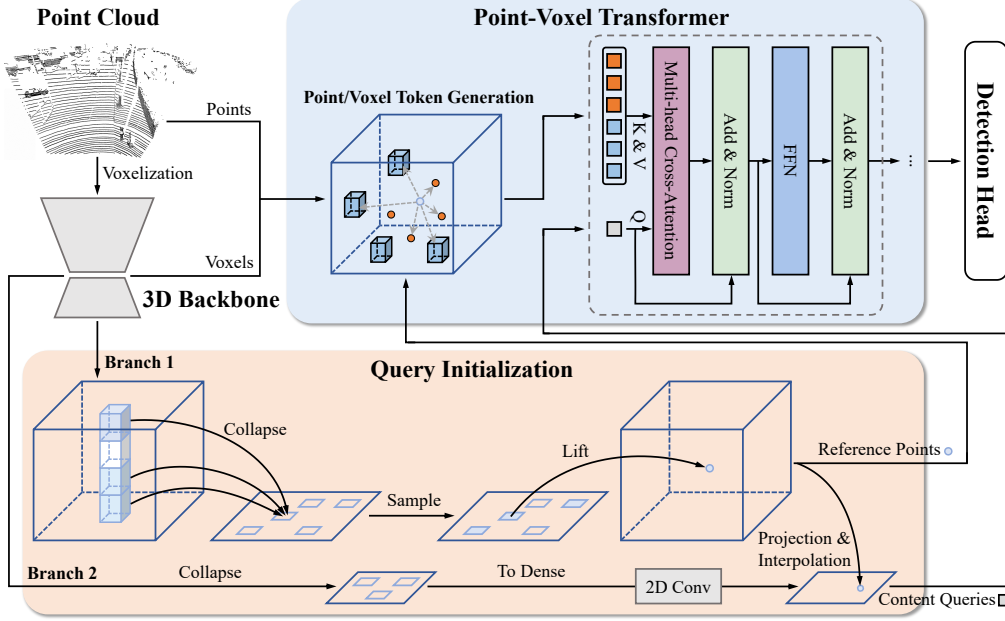 Point Cloud
Point-Voxel Transformer
Points
Point/Voxel Token Generation
K & V
Q
Multi-head Cross-Attention
Add & Norm
FFN
Add & Norm
...
Detection Head
Voxelization
Voxels
3D Backbone
Branch 1
Query Initialization
Collapse
Sample
Lift
Reference Points
Projection &
Interpolation
Branch 2
Collapse
To Dense
2D Conv
Content Queries